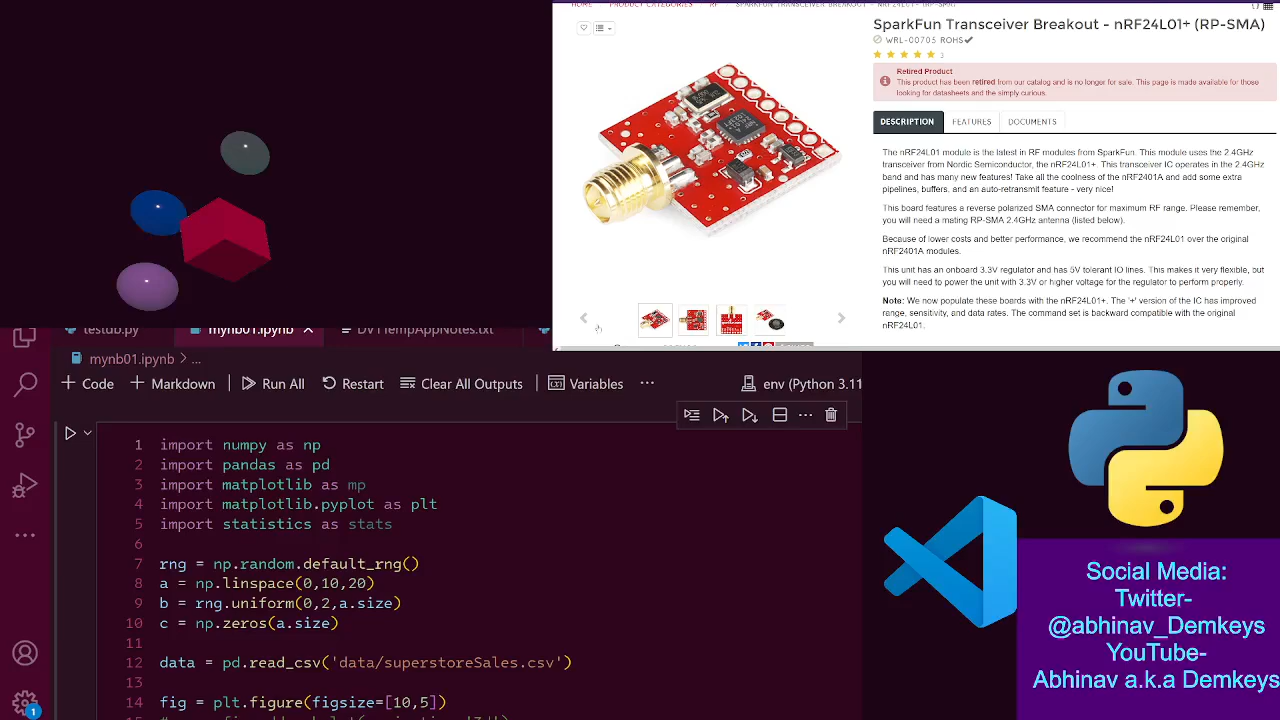 HOME PRODUCT CATEGORIES RF SPARKFUN TRANSCEIVER BREAKOUT - NRF24L01+ (RP-SMA)
SparkFun Transceiver Breakout - nRF24L01+ (RP-SMA)
WRL-00705 ROHS✔
3
Retired Product
This product has been retired from our catalog and is no longer for sale. This page is made available for those
looking for datasheets and the simply curious.
DESCRIPTION FEATURES DOCUMENTS
The nRF24L01 module is the latest in RF modules from SparkFun. This module uses the 2.4GHz
transceiver from Nordic Semiconductor, the nRF24L01+. This transceiver IC operates in the 2.4GHz
band and has many new features! Take all the coolness of the nRF2401A and add some extra
pipelines, buffers, and an auto-retransmit feature - very nice!
This board features a reverse polarized SMA connector for maximum RF range. Please remember,
you will need a mating RP-SMA 2.4GHz antenna (listed below).
Because of lower costs and better performance, we recommend the nRF24L01 over the original
nRF2401A modules.
This unit has an onboard 3.3V regulator and has 5V tolerant IO lines. This makes it very flexible, but
you will need to power the unit with 3.3V or higher voltage for the regulator to perform properly.
Note: We now populate these boards with the nRF24L01+. The '+' version of the IC has improved
range, sensitivity, and data rates. The command set is backward compatible with the original
nRF24L01.
testdb.py mynb01.ipynb DVTTempAppNotes.txt
mynb01.ipynb > ...
+ Code + Markdown Run All Restart Clear All Outputs Variables ... env (Python 3.11
1 import numpy as np
2 import pandas as pd
3 import matplotlib as mp
4 import matplotlib.pyplot as plt
5 import statistics as stats
6
7 rng = np.random.default_rng()
8 a = np.linspace(0,10,20)
9 b = rng.uniform(0,2,a.size)
10 c = np.zeros(a.size)
11
12 data = pd.read_csv('data/superstoreSales.csv')
13
14 fig = plt.figure(figsize=[10,5])
1
Social Media:
Twitter-
@abhinav_Demkeys
YouTube-
Abhinav a.k.a Demkeys